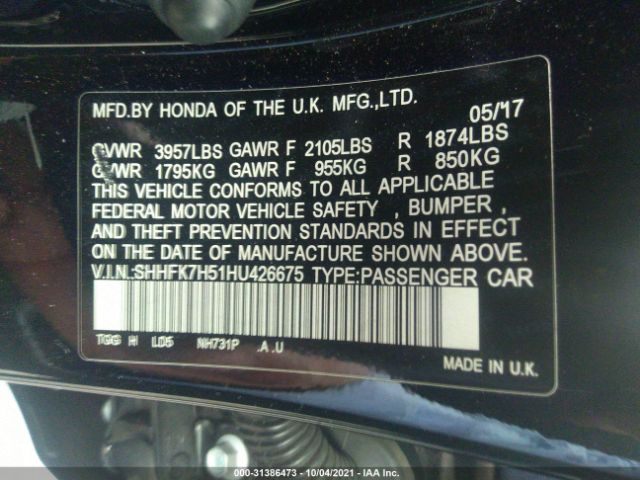 MFD.BY HONDA OF THE U.K. MFG.,LTD. 05/17
GVWR 3957LBS GAWR F 2105LBS R 1874LBS
GVWR 1795KG GAWR F 955KG R 850KG
THIS VEHICLE CONFORMS TO ALL APPLICABLE
FEDERAL MOTOR VEHICLE SAFETY , BUMPER ,
AND THEFT PREVENTION STANDARDS IN EFFECT
ON THE DATE OF MANUFACTURE SHOWN ABOVE.
V.I.N.:SHHFK7H51HU426675 TYPE:PASSENGER CAR
TGG HI LD5 NH731P .A .U
MADE IN U.K.
000-31386473 - 10/04/2021 - IAA Inc.